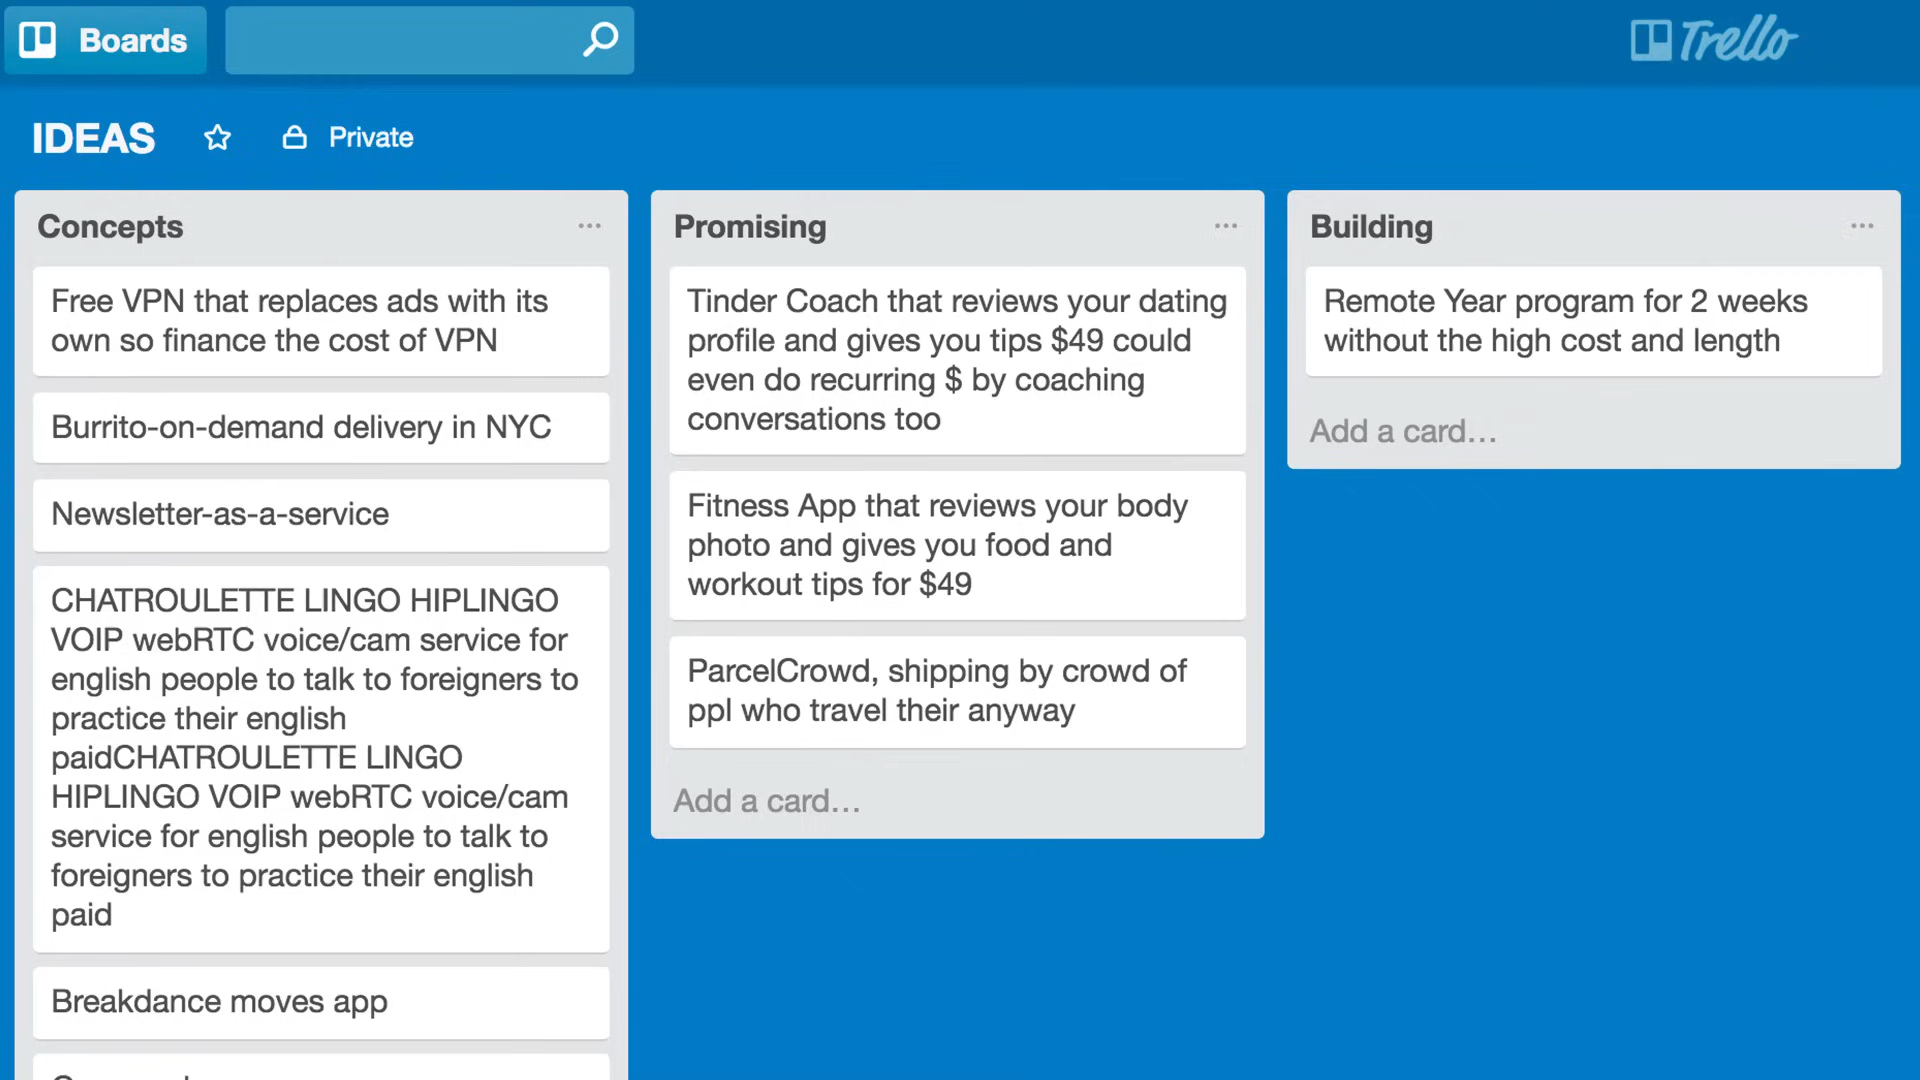 Boards
Trello
IDEAS
Private
Concepts
Free VPN that replaces ads with its
own so finance the cost of VPN
Burrito-on-demand delivery in NYC
Newsletter-as-a-service
CHATROULETTE LINGO HIPLINGO
VOIP webRTC voice/cam service for
english people to talk to foreigners to
practice their english
paidCHATROULETTE LINGO
HIPLINGO VOIP webRTC voice/cam
service for english people to talk to
foreigners to practice their english
paid
Breakdance moves app
Promising
Tinder Coach that reviews your dating
profile and gives you tips $49 could
even do recurring $ by coaching
conversations too
Fitness App that reviews your body
photo and gives you food and
workout tips for $49
ParcelCrowd, shipping by crowd of
ppl who travel their anyway
Add a card…
Building
Remote Year program for 2 weeks
without the high cost and length
Add a card…